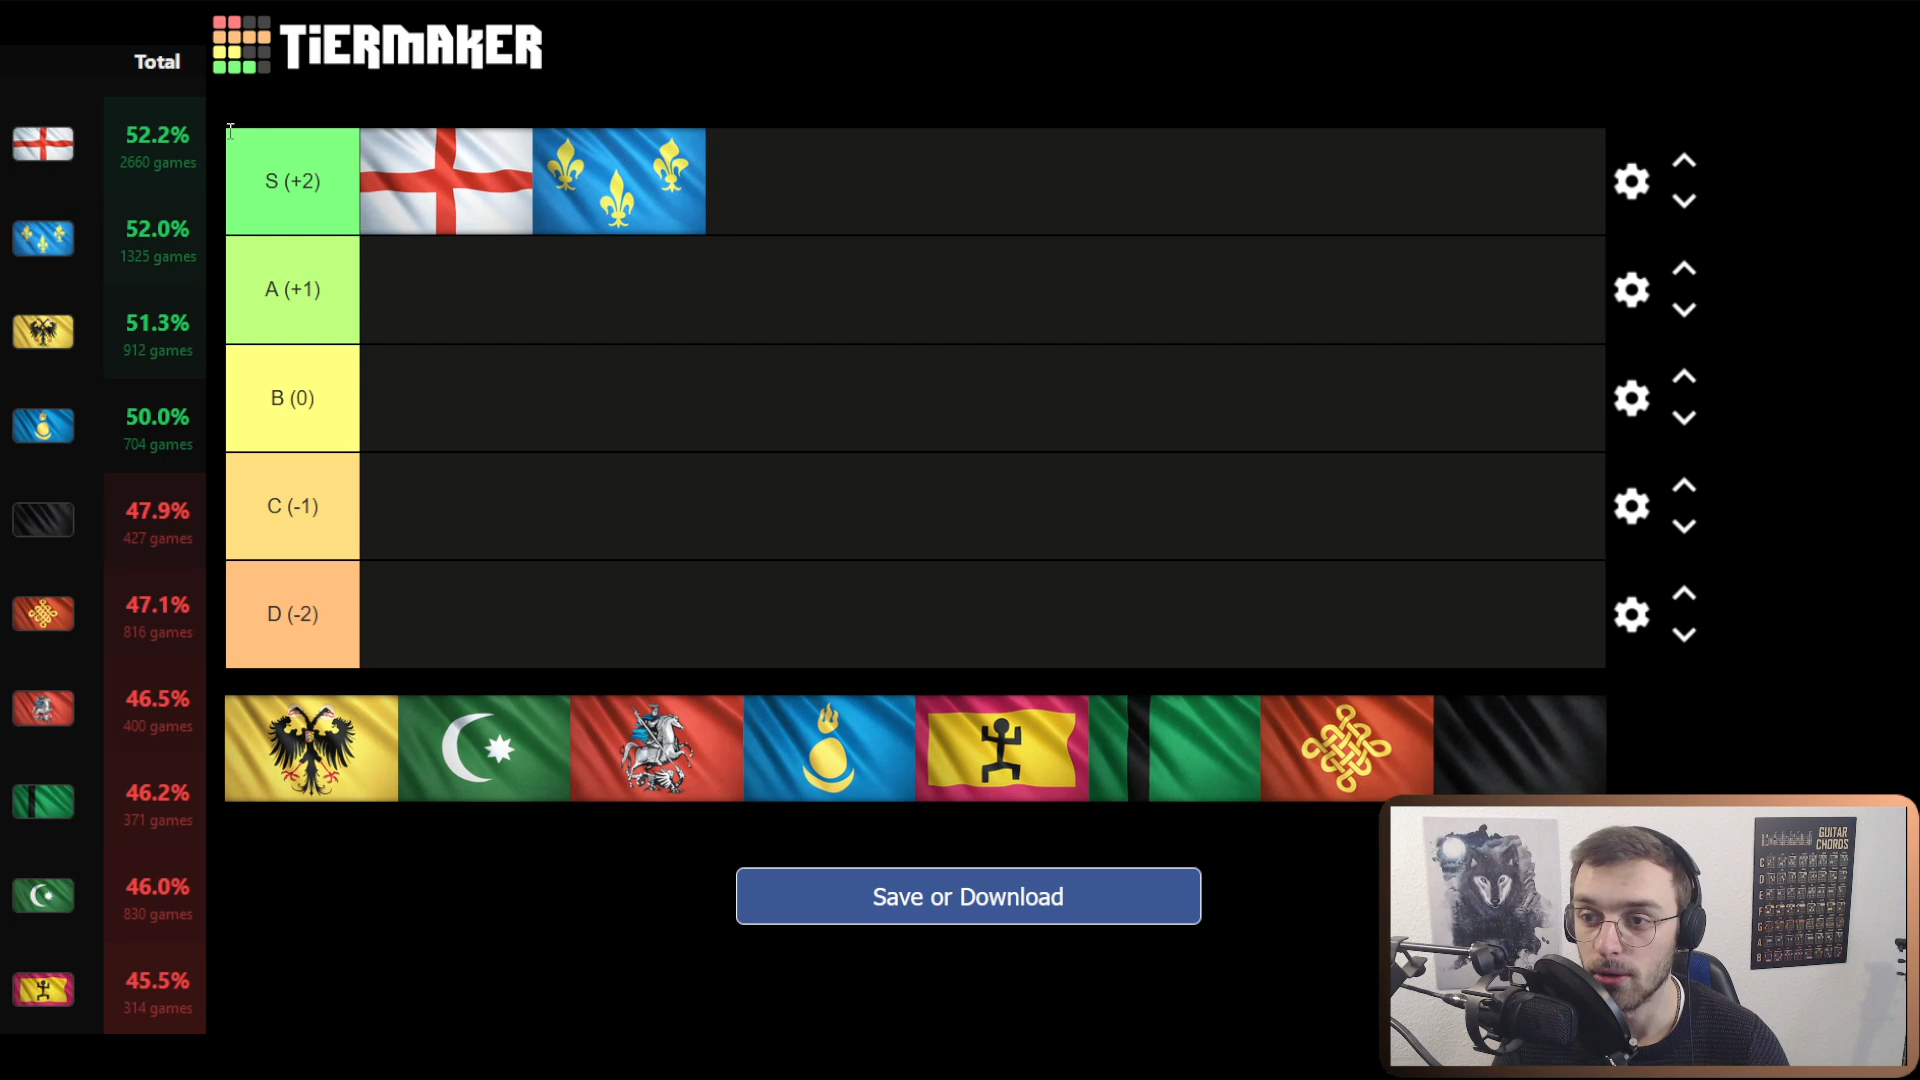 Total
TiERMAKER
52.2%
2660 games
52.0%
1325 games
51.3%
912 games
50.0%
704 games
47.9%
427 games
47.1%
816 games
46.5%
400 games
46.2%
371 games
46.0%
830 games
45.5%
314 games
S (+2)
A (+1)
B (0)
C (-1)
D (-2)
Save or Download
GUITAR
CHORDS
C
D
E
F
G
A
B